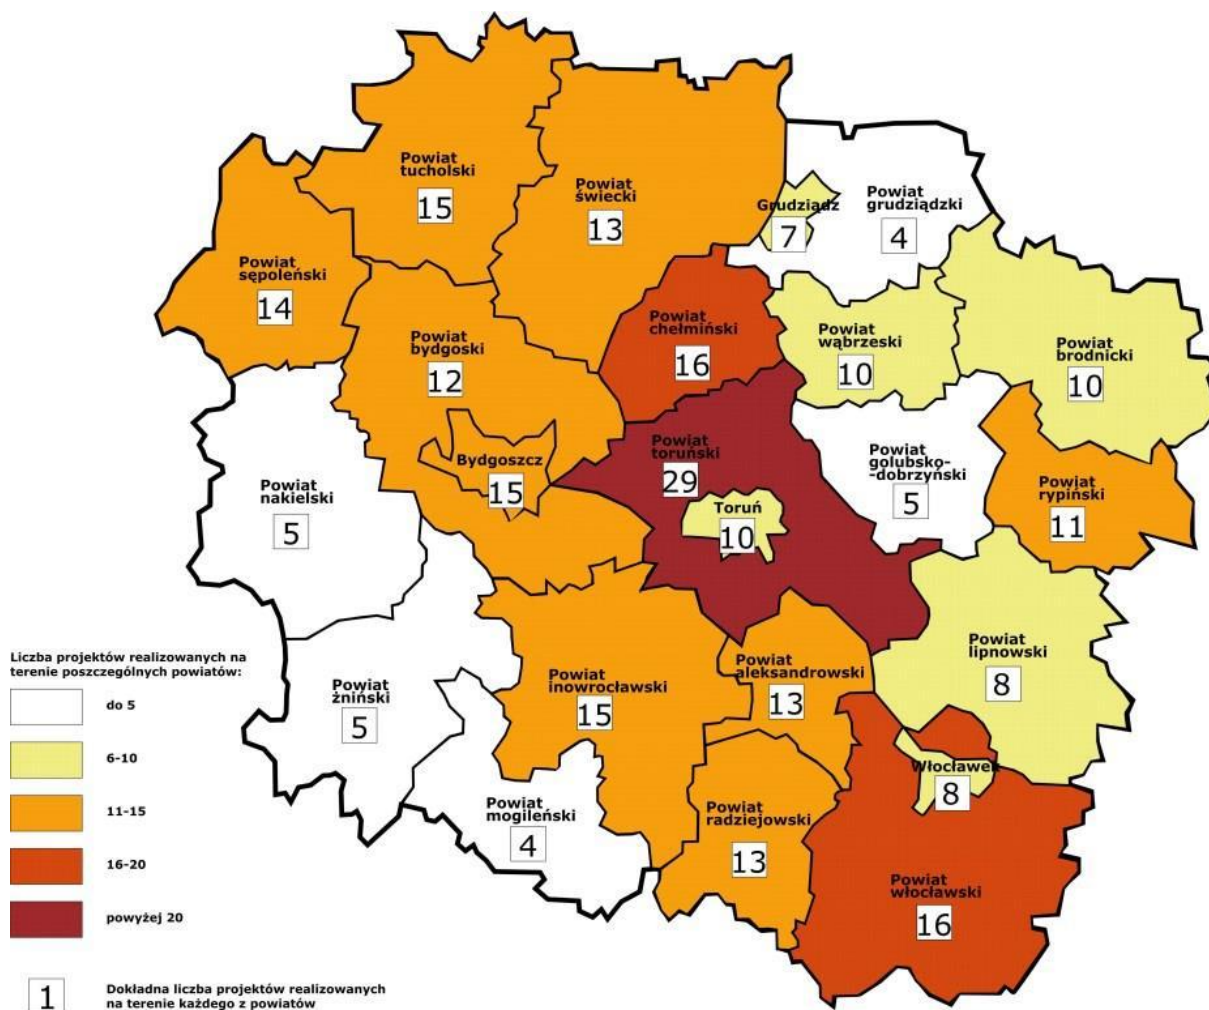 Powiat
tucholski
15
Powiat
świecki
13
Grudziądz
7
Powiat
grudziądzki
4
Powiat
sępoleński
14
Powiat
bydgoski
12
Powiat
chełmiński
16
Powiat
wąbrzeski
10
Powiat
brodnicki
10
Bydgoszcz
15
Powiat
toruński
29
Toruń
10
Powiat
golubsko-
-dobrzyński
5
Powiat
rypiński
11
Powiat
nakielski
5
Powiat
żniński
5
Powiat
inowrocławski
15
Powiat
aleksandrowski
13
Powiat
lipnowski
8
Włocławek
8
Powiat
mogileński
4
Powiat
radziejowski
13
Powiat
włocławski
16
Liczba projektów realizowanych na
terenie poszczególnych powiatów:
do 5
6-10
11-15
16-20
powyżej 20
1
Dokładna liczba projektów realizowanych
na terenie każdego z powiatów